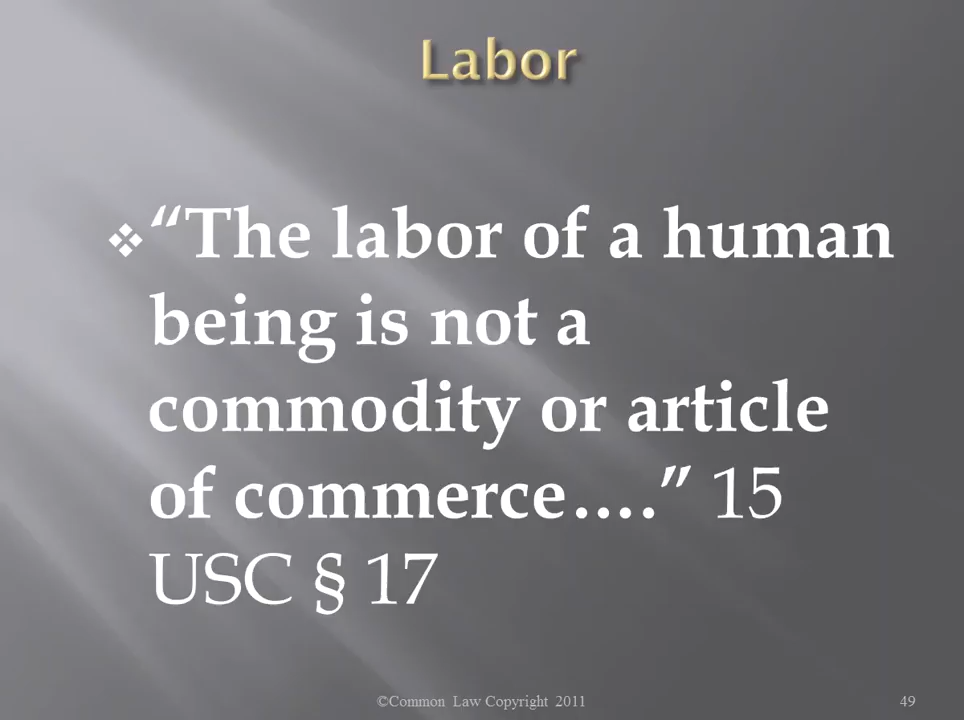 Labor
“The labor of a human
being is not a
commodity or article
of commerce….” 15
USC § 17
©Common Law Copyright 2011
49